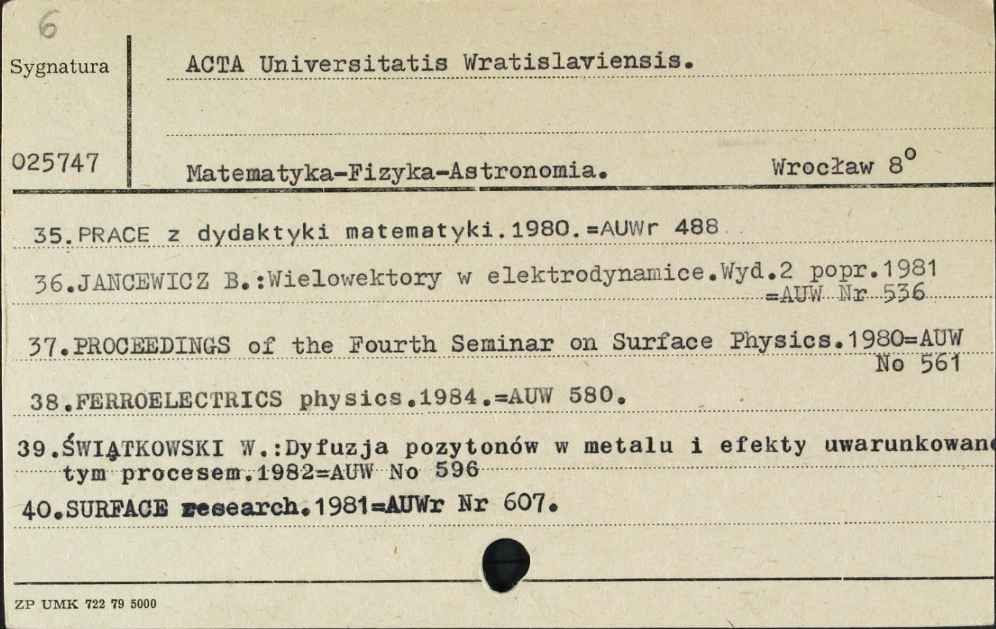 6
Sygnatura
ACTA Universitatis Wratislaviensis.
025747
Matematyka-Fizyka-Astronomia. Wrocław 8°
35.PRACE z dydaktyki matematyki.1980.=AUWr 488
36.JANCEWICZ B.:Wielowektory w elektrodynamice.Wyd.2 popr.1981
=AUW Nr 536
37.PROCEEDINGS of the Fourth Seminar on Surface Physics.1980=AUW
No 561
38.FERROELECTRICS physics.1984.=AUW 580.
39.ŚWIĄTKOWSKI W.:Dyfuzja pozytonów w metalu i efekty uwarunkowane
tym procesem.1982=AUW No 596
40.SURFACE research.1981=AUWr Nr 607.
ZP UMK 722 79 5000